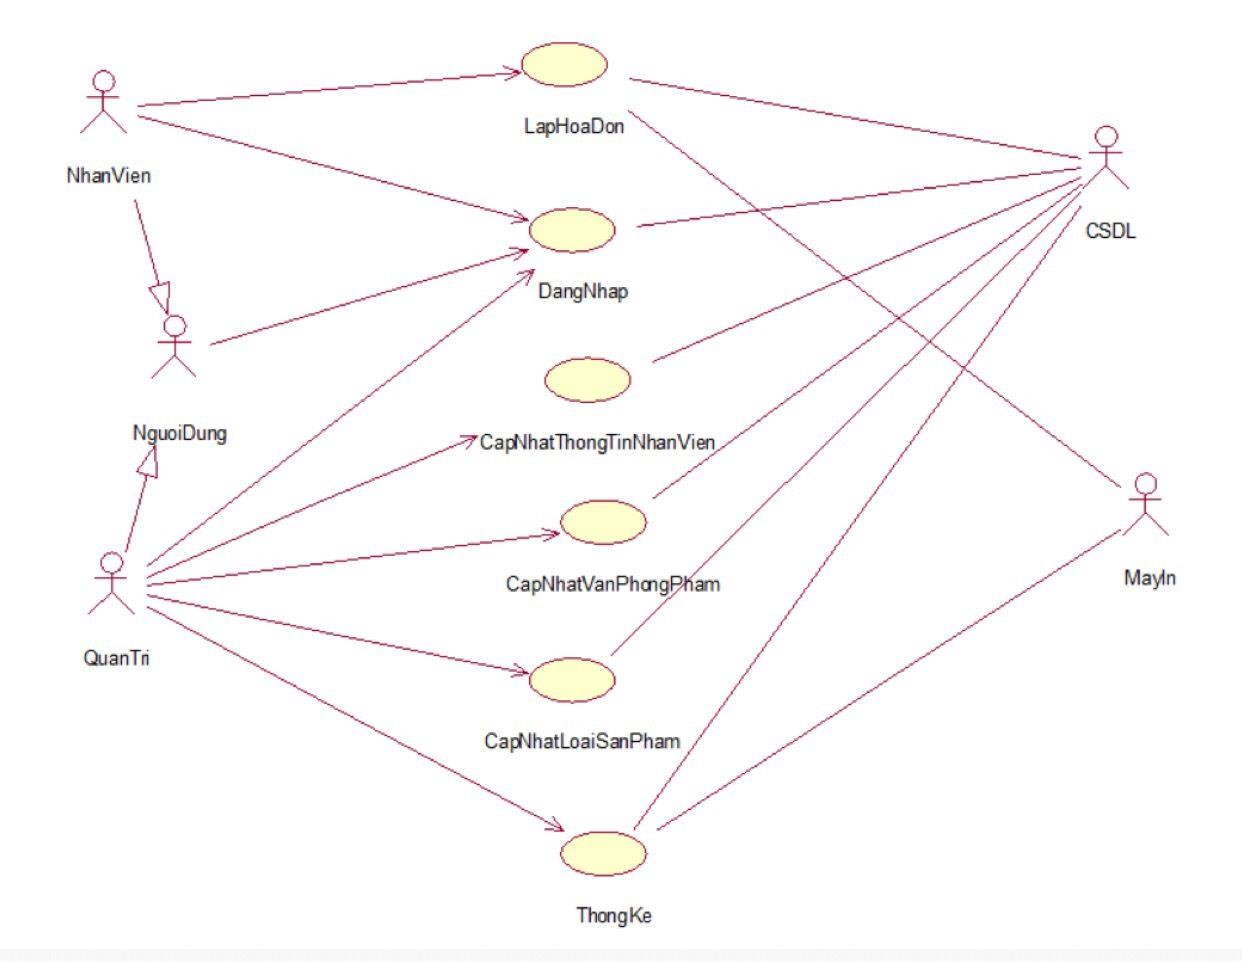 LapHoaDon
NhanVien
CSDL
DangNhap
NguoiDung
CapNhatThongTinNhanVien
CapNhatVanPhongPham
MayIn
QuanTri
CapNhatLoaiSanPham
ThongKe